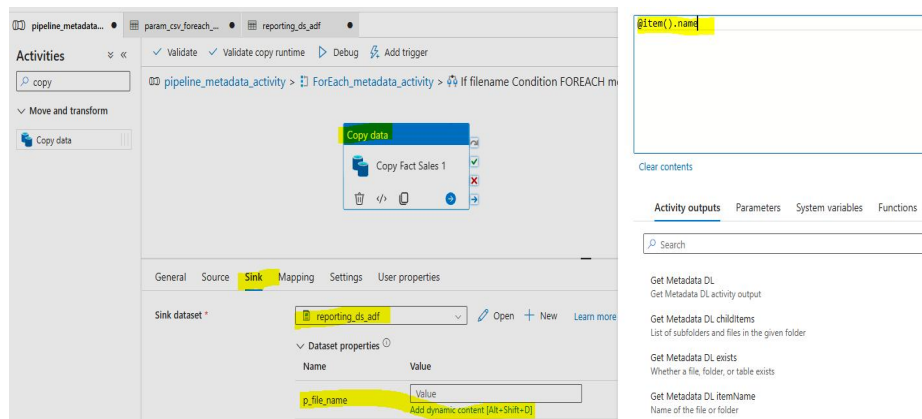 pipeline_metadata... ● param_csv_foreach_... ● reporting_ds_adf ●
Activities
copy
Move and transform
Copy data
Validate Validate copy runtime Debug Add trigger
pipeline_metadata_activity > ForEach_metadata_activity > If filename Condition FOREACH m
Copy data
Copy Fact Sales 1
General Source Sink Mapping Settings User properties
Sink dataset *
reporting_ds_adf
Open + New Learn more
Dataset properties
Name Value
p_file_name
Value
Add dynamic content [Alt+Shift+D]
@item().name
Clear contents
Activity outputs Parameters System variables Functions
Search
Get Metadata DL
Get Metadata DL activity output
Get Metadata DL childItems
List of subfolders and files in the given folder
Get Metadata DL exists
Whether a file, folder, or table exists
Get Metadata DL itemName
Name of the file or folder